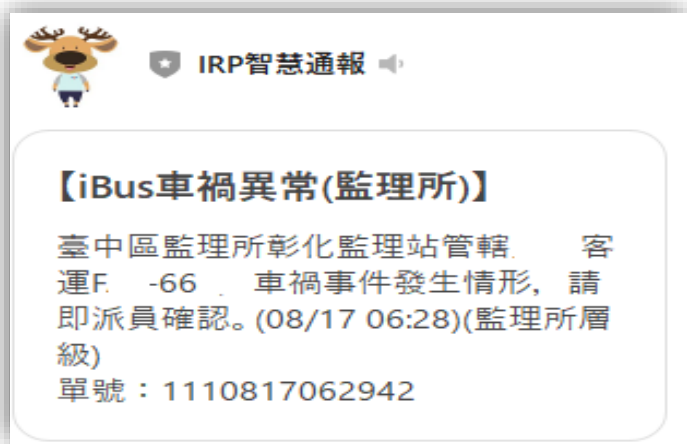 IRP智慧通報
【iBus車禍異常(監理所)】
臺中區監理所彰化監理站管轄 客
運F -66 車禍事件發生情形，請
即派員確認。(08/17 06:28)(監理所層
級)
單號：1110817062942